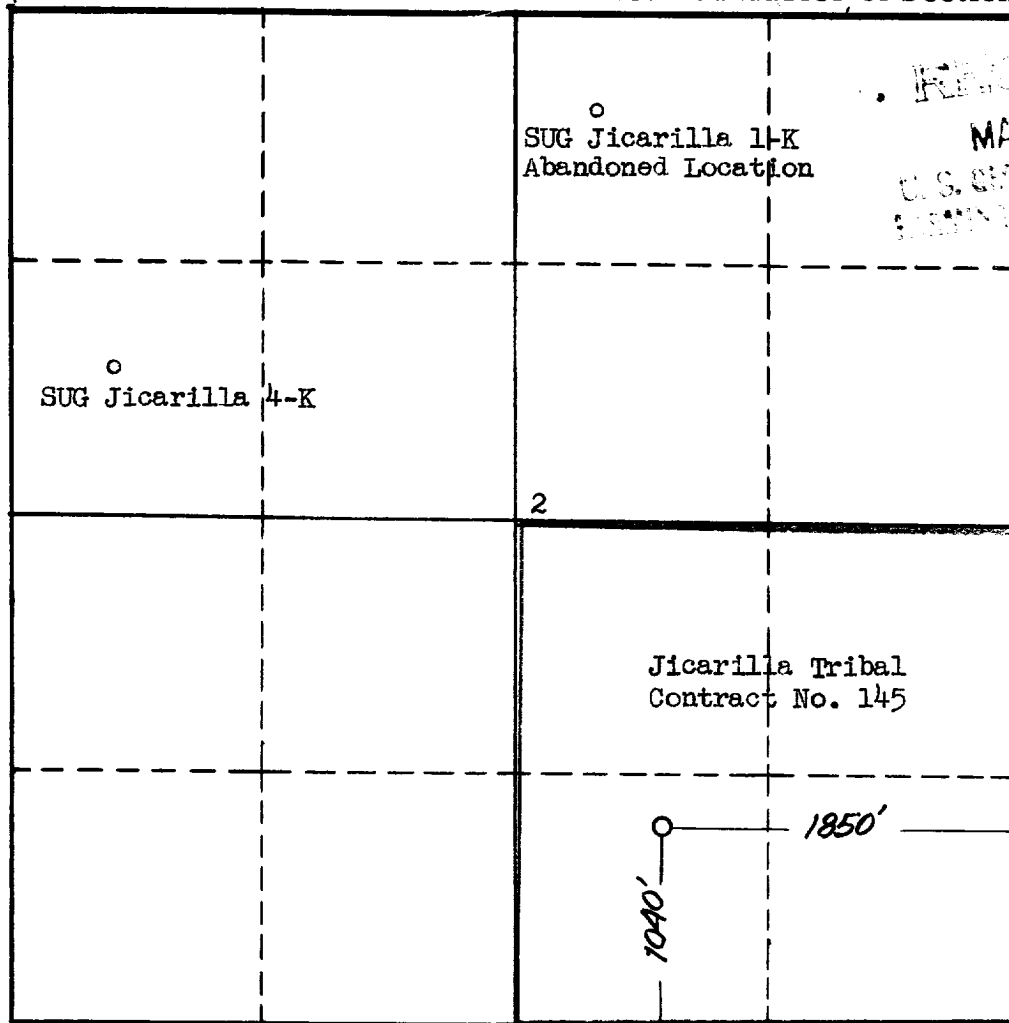 SUG Jicarilla 1-K
Abandoned Location
SUG Jicarilla 4-K
2
Jicarilla Tribal
Contract No. 145
1850'
1040'